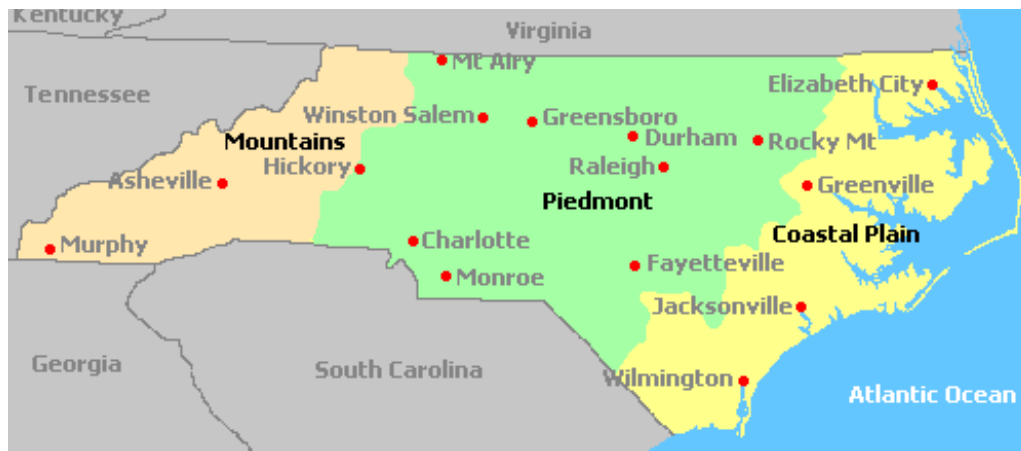 Kentucky
Virginia
Mt Airy
Tennessee
Elizabeth City
Winston Salem
Greensboro
Mountains
Durham
Rocky Mt
Hickory
Raleigh
Asheville
Greenville
Piedmont
Coastal Plain
Murphy
Charlotte
Fayetteville
Monroe
Jacksonville
Georgia
South Carolina
Wilmington
Atlantic Ocean